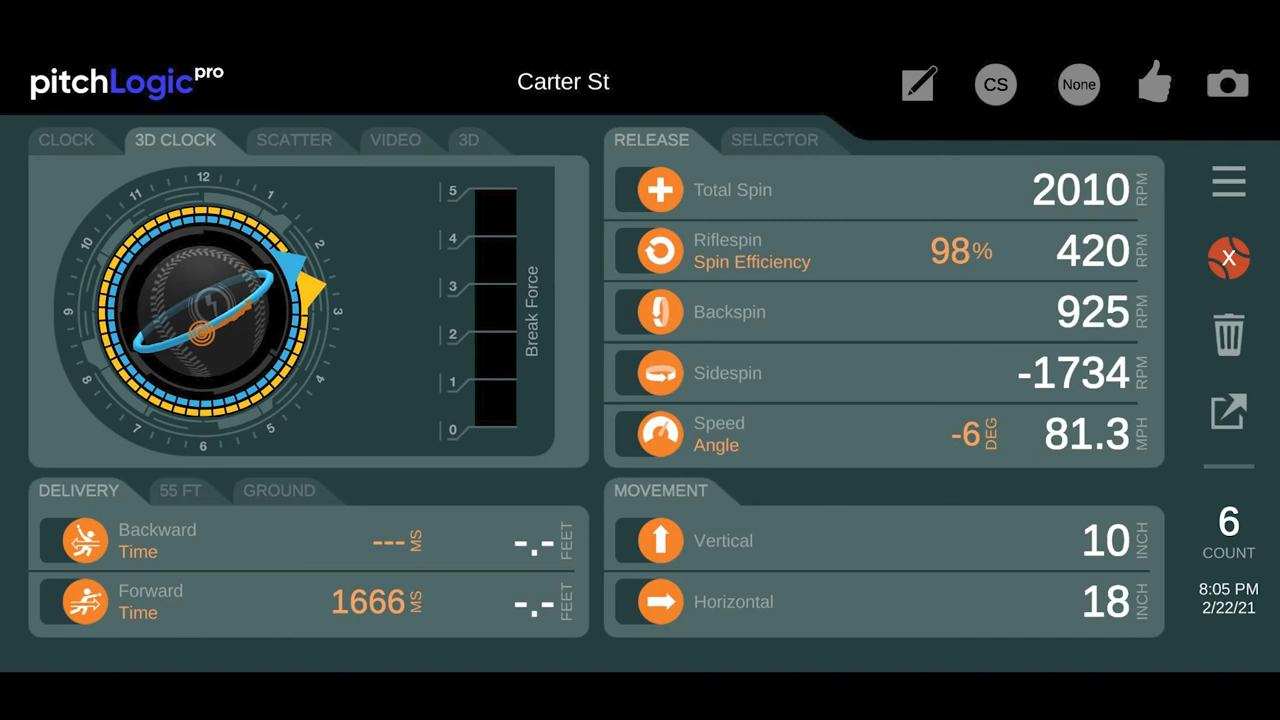 pitchLogic pro
Carter St
CS
None
CLOCK
3D CLOCK
SCATTER
VIDEO
3D
12
1
2
3
4
5
6
7
8
9
10
11
5
4
3
2
1
0
Break Force
RELEASE
SELECTOR
Total Spin
2010 RPM
Riflespin
Spin Efficiency
98%
420 RPM
Backspin
925 RPM
Sidespin
-1734 RPM
Speed
Angle
-6 DEG
81.3 MPH
X
DELIVERY
55 FT
GROUND
Backward
Time
--- MS
-.- FEET
Forward
Time
1666 MS
-.- FEET
MOVEMENT
Vertical
10 INCH
Horizontal
18 INCH
6
COUNT
8:05 PM
2/22/21